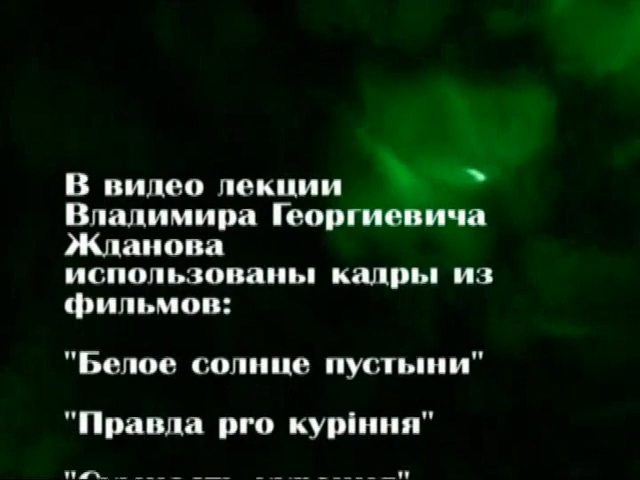 В видео лекции
Владимира Георгиевича
Жданова
использованы кадры из
фильмов:
"Белое солнце пустыни"
"Правда pro куріння"